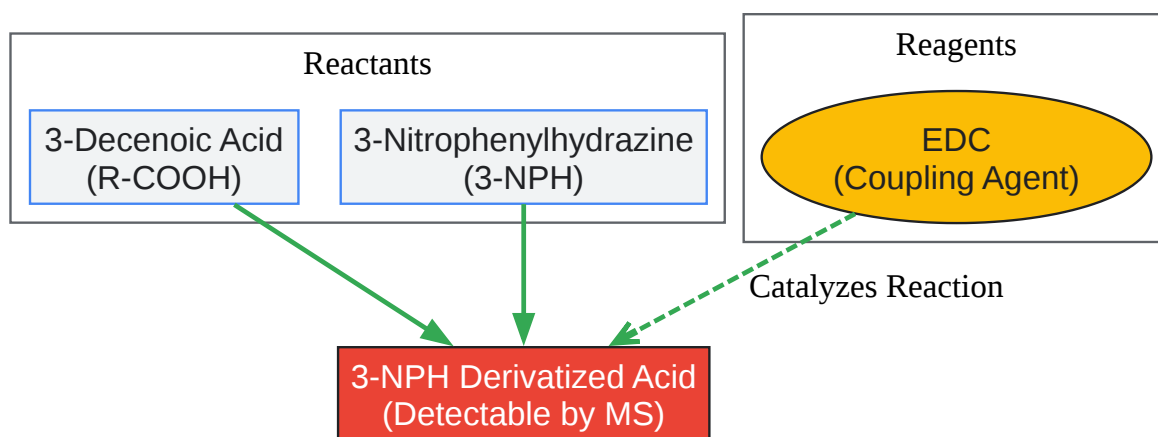 Reactants
Reagents
3-Decenoic Acid
(R-COOH)
3-Nitrophenylhydrazine
(3-NPH)
EDC
(Coupling Agent)
Catalyzes Reaction
3-NPH Derivatized Acid
(Detectable by MS)